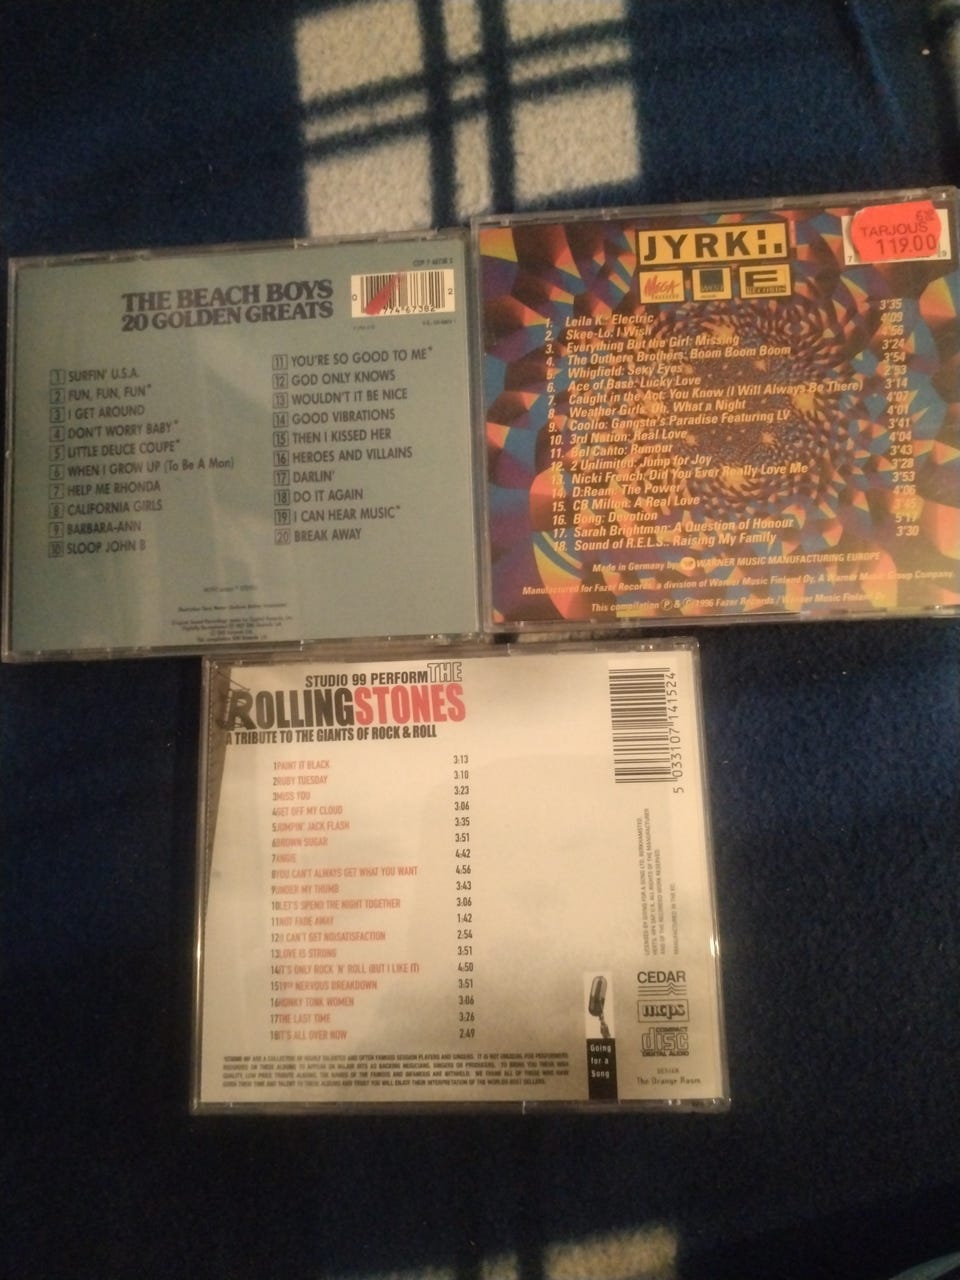 CDP 7 46738 2
THE BEACH BOYS
20 GOLDEN GREATS
0
77774 67382
2
1 SURFIN' U.S.A.
2 FUN, FUN, FUN*
3 I GET AROUND
4 DON'T WORRY BABY*
5 LITTLE DEUCE COUPE*
6 WHEN I GROW UP (To Be A Man)
7 HELP ME RHONDA
8 CALIFORNIA GIRLS
9 BARBARA-ANN
10 SLOOP JOHN B
11 YOU'RE SO GOOD TO ME*
12 GOD ONLY KNOWS
13 WOULDN'T IT BE NICE
14 GOOD VIBRATIONS
15 THEN I KISSED HER
16 HEROES AND VILLAINS
17 DARLIN'
18 DO IT AGAIN
19 I CAN HEAR MUSIC*
20 BREAK AWAY
JYRK:.
MEGA
RECORDS
TARJOUS
119.00
1. Leila K.: Electric 3'35
2. Skee-Lo: I Wish 4'09
3. Everything But the Girl: Missing 4'56
4. The Outhere Brothers: Boom Boom Boom 3'24
5. Whigfield: Sexy Eyes 3'54
6. Ace of Base: Lucky Love 2'53
7. Caught in the Act: You Know (I Will Always Be There) 3'14
8. Weather Girls: Oh, What a Night 4'07
9. Coolio: Gangsta's Paradise Featuring LV 4'01
10. 3rd Nation: Real Love 3'41
11. Bel Canto: Rumour 4'04
12. 2 Unlimited: Jump for Joy 3'43
13. Nicki French: Did You Ever Really Love Me 3'28
14. D:Ream: The Power 3'53
15. CB Milton: A Real Love 4'06
16. Bong: Devotion
17. Sarah Brightman: A Question of Honour 5'17
18. Sound of R.E.L.S.: Raising My Family 3'30
Made in Germany by WARNER MUSIC MANUFACTURING EUROPE
Manufactured for Fazer Records, a division of Warner Music Finland Oy, A Warner Music Group Company.
This compilation Ⓟ & © 1996 Fazer Records / Warner Music Finland Oy
STUDIO 99 PERFORM THE
ROLLING STONES
A TRIBUTE TO THE GIANTS OF ROCK & ROLL
1 PAINT IT BLACK 3:13
2 RUBY TUESDAY 3:10
3 MISS YOU 3:23
4 GET OFF MY CLOUD 3:06
5 JUMPIN' JACK FLASH 3:35
6 BROWN SUGAR 3:51
7 ANGIE 4:42
8 YOU CAN'T ALWAYS GET WHAT YOU WANT 4:56
9 UNDER MY THUMB 3:43
10 LET'S SPEND THE NIGHT TOGETHER 3:06
11 NOT FADE AWAY 1:42
12 (I CAN'T GET NO) SATISFACTION 2:54
13 LOVE IS STRONG 3:51
14 IT'S ONLY ROCK 'N' ROLL (BUT I LIKE IT) 4:50
15 19TH NERVOUS BREAKDOWN 3:51
16 HONKY TONK WOMEN 3:06
17 THE LAST TIME 3:26
18 IT'S ALL OVER NOW 2:49
5 033107 141524
CEDAR
mcps
COMPACT
disc
DIGITAL AUDIO
DESIGN
The Orange Room
Going
for a
Song